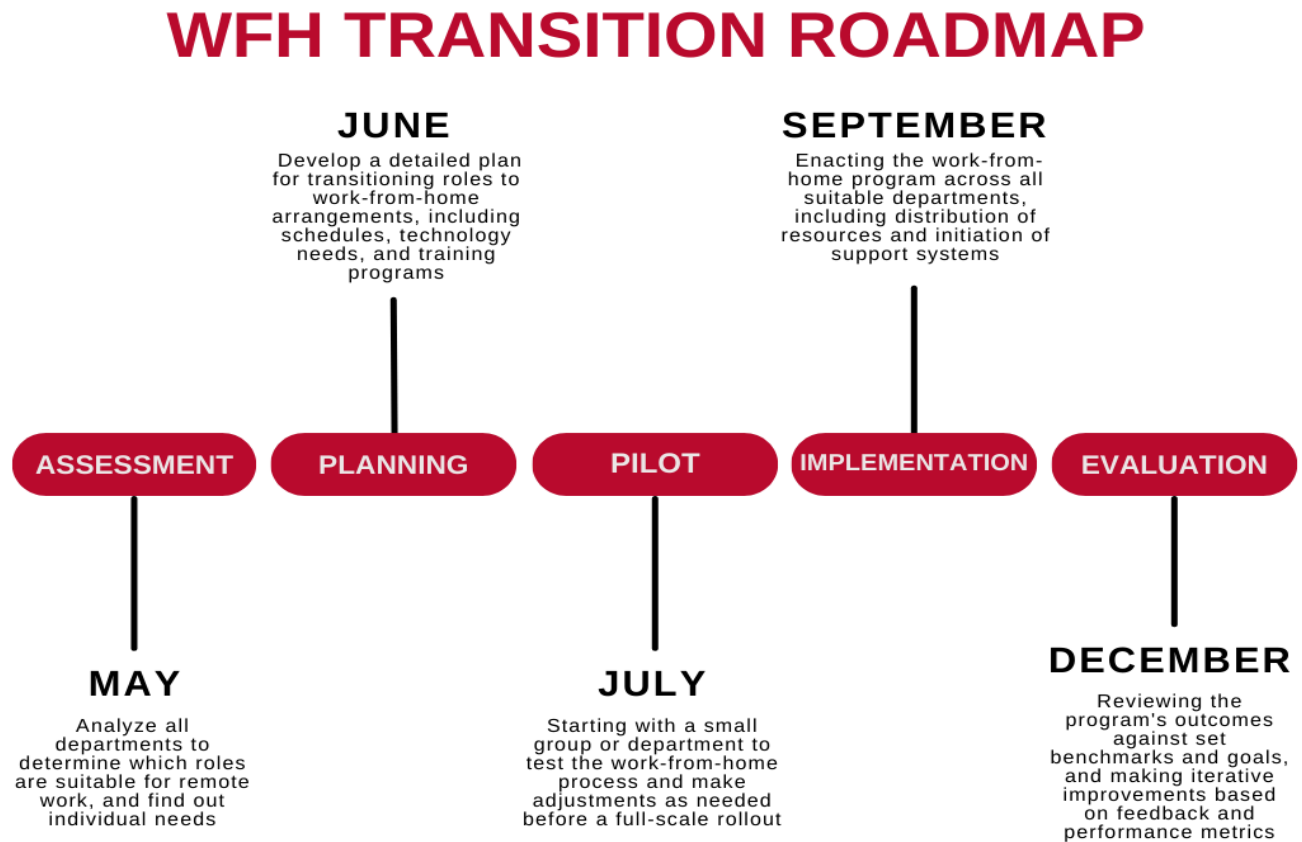 WFH TRANSITION ROADMAP
JUNE
Develop a detailed plan
for transitioning roles to
work-from-home
arrangements, including
schedules, technology
needs, and training
programs
SEPTEMBER
Enacting the work-from-
home program across all
suitable departments,
including distribution of
resources and initiation of
support systems
ASSESSMENT
PLANNING
PILOT
IMPLEMENTATION
EVALUATION
MAY
Analyze all
departments to
determine which roles
are suitable for remote
work, and find out
individual needs
JULY
Starting with a small
group or department to
test the work-from-home
process and make
adjustments as needed
before a full-scale rollout
DECEMBER
Reviewing the
program's outcomes
against set
benchmarks and goals,
and making iterative
improvements based
on feedback and
performance metrics